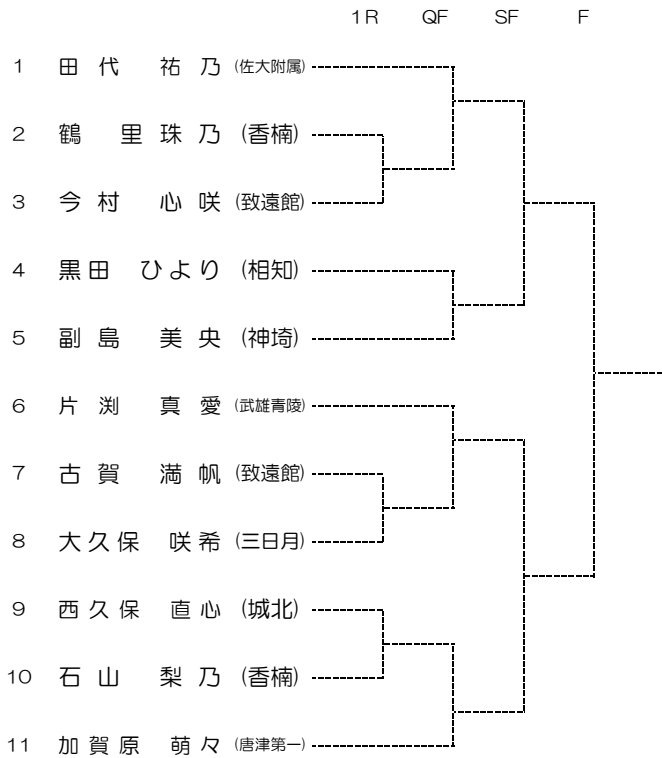 1R QF SF F
1 田代 祐乃 (佐大附属)
2 鶴 里珠乃 (香楠)
3 今村 心咲 (致遠館)
4 黒田 ひより (相知)
5 副島 美央 (神埼)
6 片渕 真愛 (武雄青陵)
7 古賀 満帆 (致遠館)
8 大久保 咲希 (三日月)
9 西久保 直心 (城北)
10 石山 梨乃 (香楠)
11 加賀原 萌々 (唐津第一)